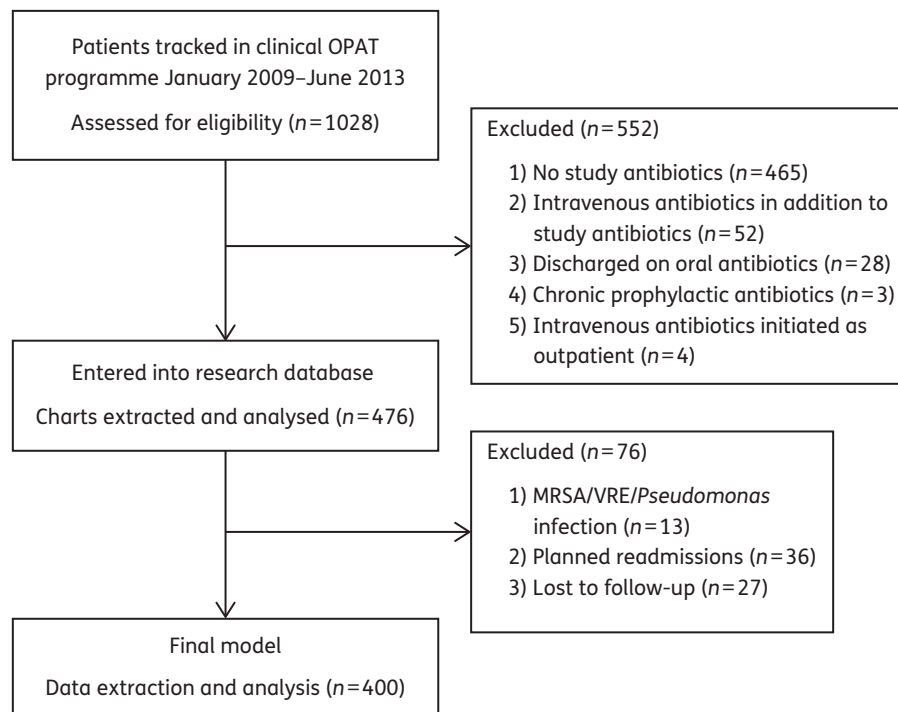 Patients tracked in clinical OPAT
programme January 2009–June 2013
Assessed for eligibility (n=1028)
Excluded (n=552)
1) No study antibiotics (n=465)
2) Intravenous antibiotics in addition to
study antibiotics (n=52)
3) Discharged on oral antibiotics (n=28)
4) Chronic prophylactic antibiotics (n=3)
5) Intravenous antibiotics initiated as
outpatient (n=4)
Entered into research database
Charts extracted and analysed (n=476)
Excluded (n=76)
1) MRSA/VRE/Pseudomonas
infection (n=13)
2) Planned readmissions (n=36)
3) Lost to follow-up (n=27)
Final model
Data extraction and analysis (n=400)